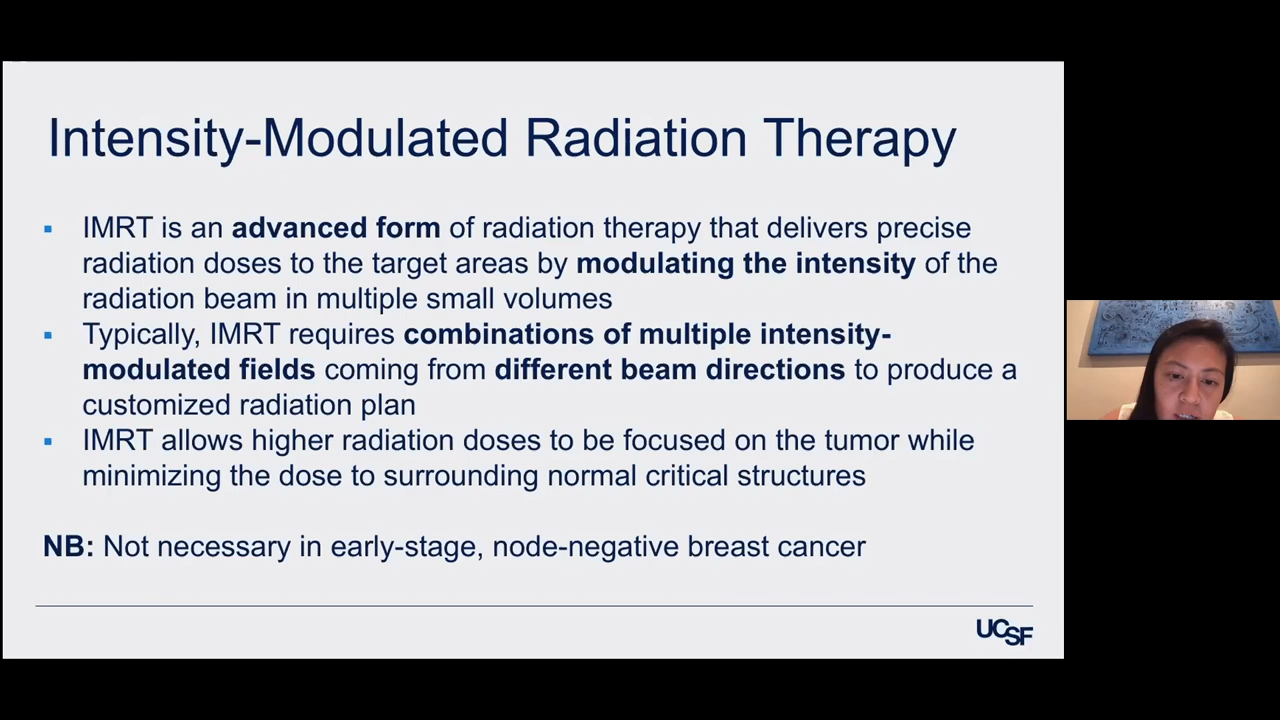 Intensity-Modulated Radiation Therapy
▪ IMRT is an advanced form of radiation therapy that delivers precise
radiation doses to the target areas by modulating the intensity of the
radiation beam in multiple small volumes
▪ Typically, IMRT requires combinations of multiple intensity-
modulated fields coming from different beam directions to produce a
customized radiation plan
▪ IMRT allows higher radiation doses to be focused on the tumor while
minimizing the dose to surrounding normal critical structures
NB: Not necessary in early-stage, node-negative breast cancer
UCSF